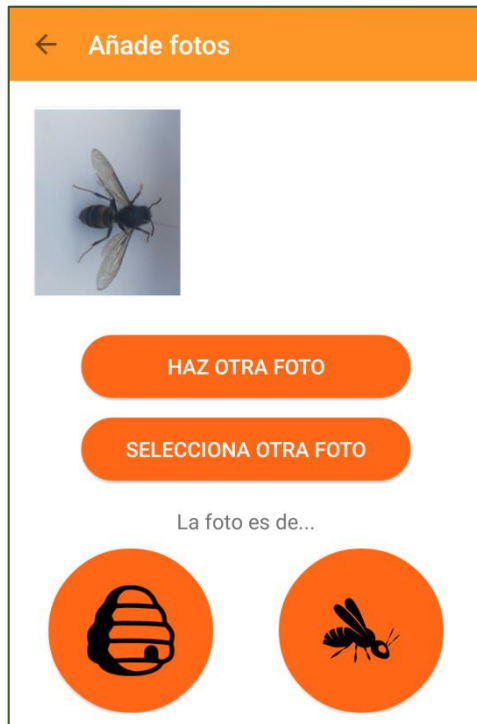 Añade fotos
HAZ OTRA FOTO
SELECCIONA OTRA FOTO
La foto es de...